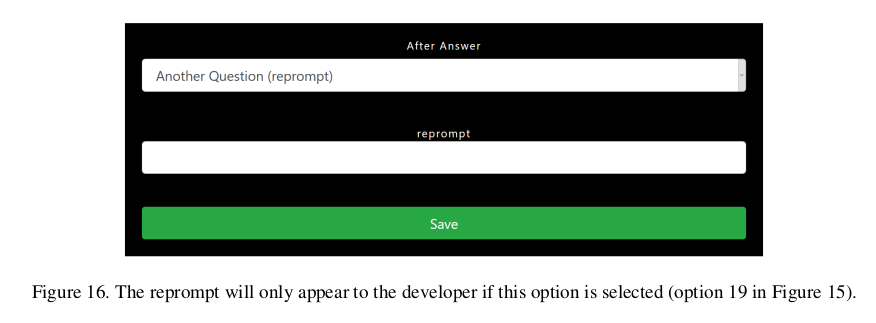 After Answer
Another Question (reprompt)
reprompt
Save
Figure 16. The reprompt will only appear to the developer if this option is selected (option 19 in Figure 15).